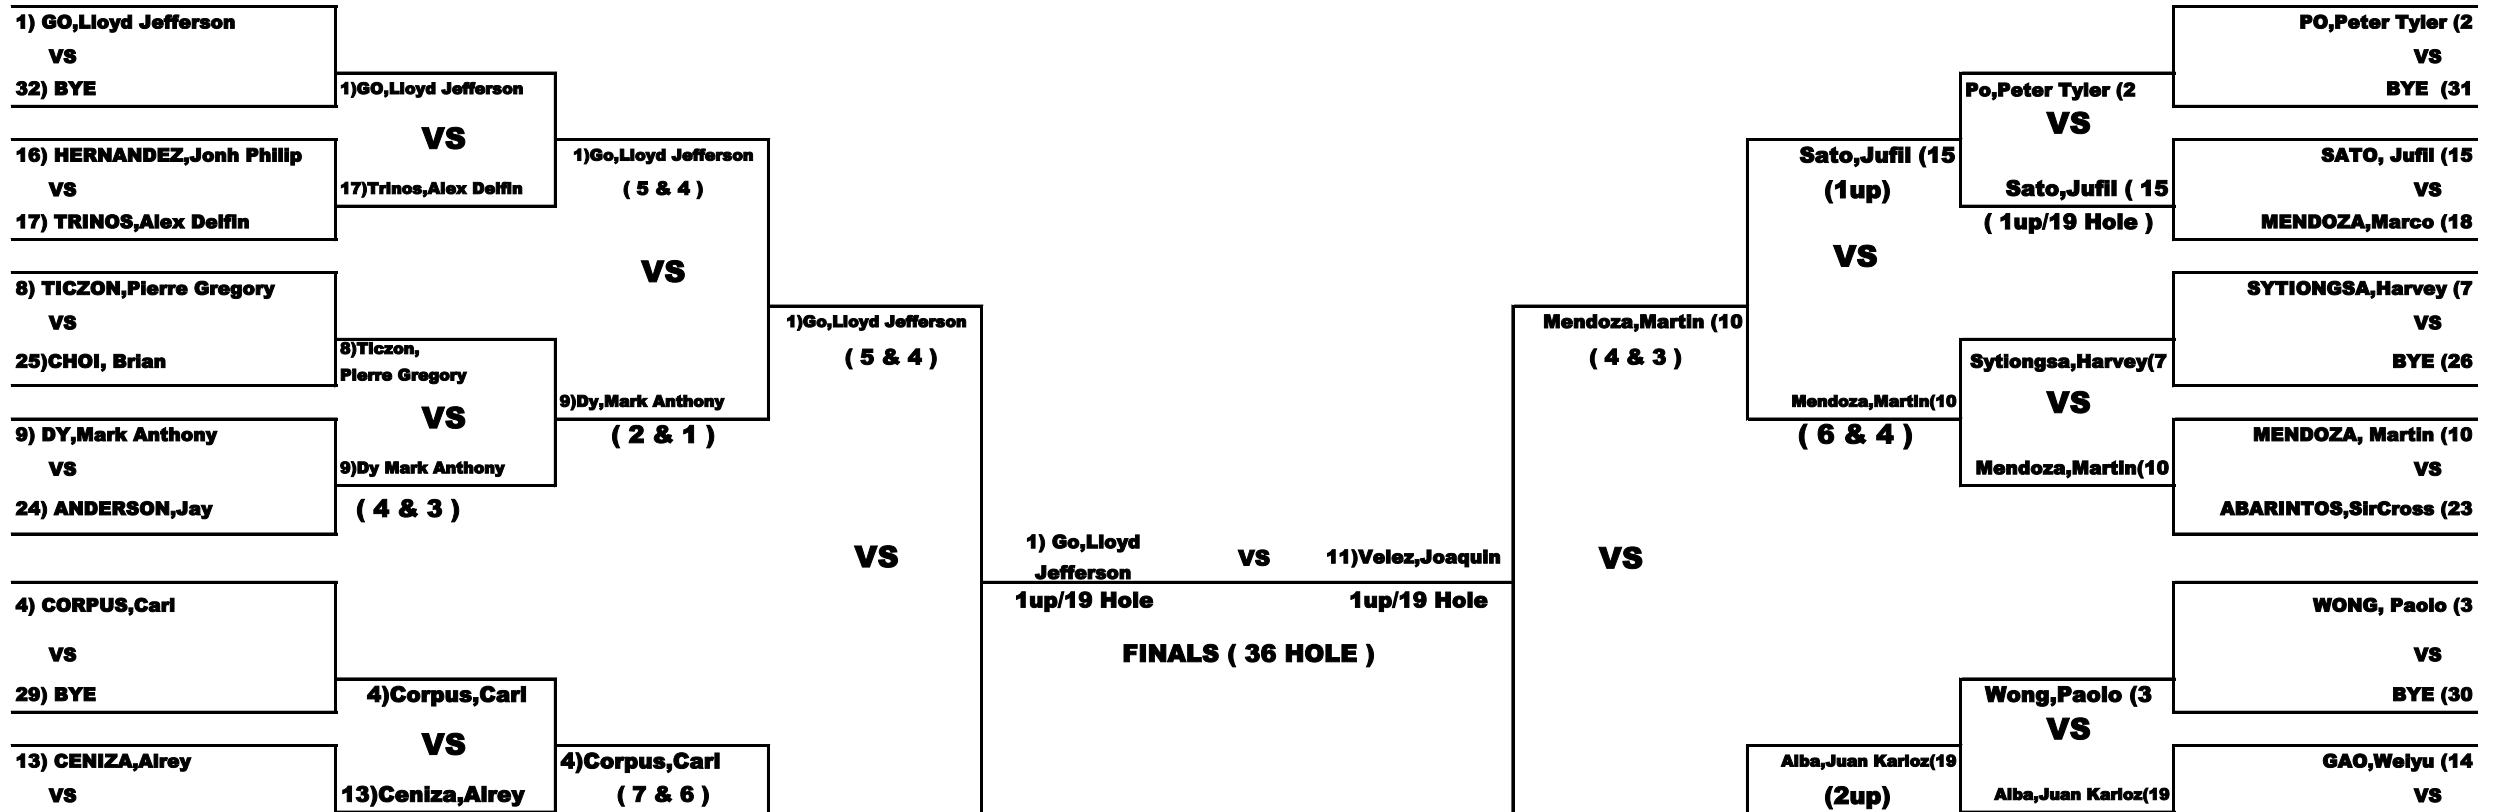 1) GO,Lloyd Jefferson
VS
32) BYE
16) HERNANDEZ,Jonh Philip
VS
17) TRINOS,Alex Delfin
8) TICZON,Pierre Gregory
VS
25)CHOI, Brian
9) DY,Mark Anthony
VS
24) ANDERSON,Jay
4) CORPUS,Carl
VS
29) BYE
13) CENIZA,Alrey
VS
1)GO,Lloyd Jefferson
VS
17)Trinos,Alex Delfin
8)Ticzon,
Pierre Gregory
VS
9)Dy Mark Anthony
( 4 & 3 )
4)Corpus,Carl
VS
13)Ceniza,Alrey
1)Go,Lloyd Jefferson
( 5 & 4 )
VS
9)Dy,Mark Anthony
( 2 & 1 )
4)Corpus,Carl
( 7 & 6 )
1)Go,Lloyd Jefferson
( 5 & 4 )
VS
1) Go,Lloyd
Jefferson
1up/19 Hole
VS
11)Velez,Joaquin
1up/19 Hole
FINALS ( 36 HOLE )
Mendoza,Martin (10
( 4 & 3 )
VS
Sato,Jufil (15
(1up)
VS
Mendoza,Martin(10
( 6 & 4 )
Alba,Juan Karloz(19
(2up)
Po,Peter Tyler (2
VS
Sato,Jufil ( 15
( 1up/19 Hole )
Sytiongsa,Harvey(7
VS
Mendoza,Martin(10
Wong,Paolo (3
VS
Alba,Juan Karloz(19
PO,Peter Tyler (2
VS
BYE (31
SATO, Jufil (15
VS
MENDOZA,Marco (18
SYTIONGSA,Harvey (7
VS
BYE (26
MENDOZA, Martin (10
VS
ABARINTOS,SirCross (23
WONG, Paolo (3
VS
BYE (30
GAO,Weiyu (14
VS